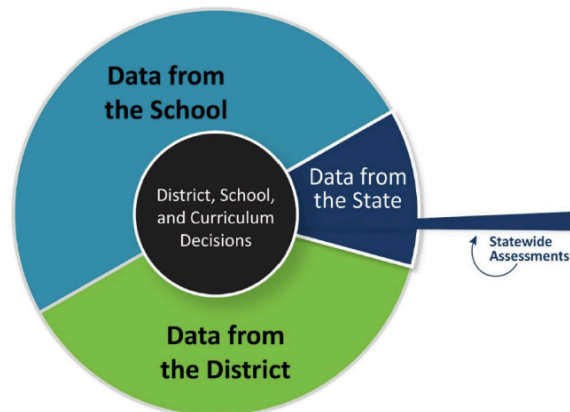 Data from
the School
Data from
the State
District, School,
and Curriculum
Decisions
Statewide
Assessments
Data from
the District